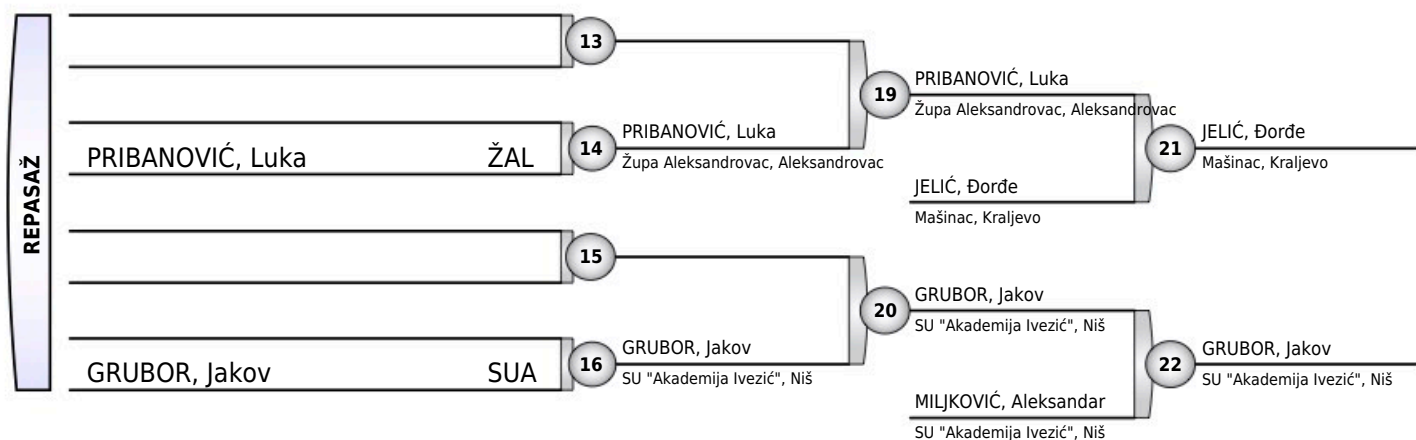 REPASAŽ
13
PRIBANOVIĆ, Luka ŽAL
14
PRIBANOVIĆ, Luka
Župa Aleksandrovac, Aleksandrovac
19
PRIBANOVIĆ, Luka
Župa Aleksandrovac, Aleksandrovac
JELIĆ, Đorđe
Mašinac, Kraljevo
21
JELIĆ, Đorđe
Mašinac, Kraljevo
15
GRUBOR, Jakov SUA
16
GRUBOR, Jakov
SU "Akademija Ivezić", Niš
20
GRUBOR, Jakov
SU "Akademija Ivezić", Niš
MILJKOVIĆ, Aleksandar
SU "Akademija Ivezić", Niš
22
GRUBOR, Jakov
SU "Akademija Ivezić", Niš